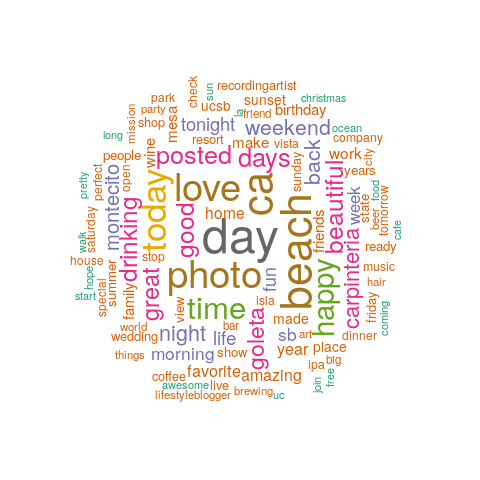 sun
check
recordingartist
park
christmas
party
ucsb
sunset
la
friend
birthday
mission
shop
mesa
tonight
weekend
ocean
long
resort
make
vista
company
people
wine
posted
days
back
work
city
open
sunday
years
pretty
perfect
montecito
today
love
ca
beautiful
week
food
drinking
good
home
day
beach
friends
state
beer
tomorrow
walk
saturday
cafe
house
stop
carpinteria
ready
hope
summer
photo
fun
happy
music
start
special
family
great
view
time
isla
hair
goleta
made
friday
coming
world
wedding
night
life
bar
sb
art
dinner
things
morning
show
year
place
big
coffee
favorite
amazing
ipa
awesome
live
brewing
join
free
lifestyleblogger
uc